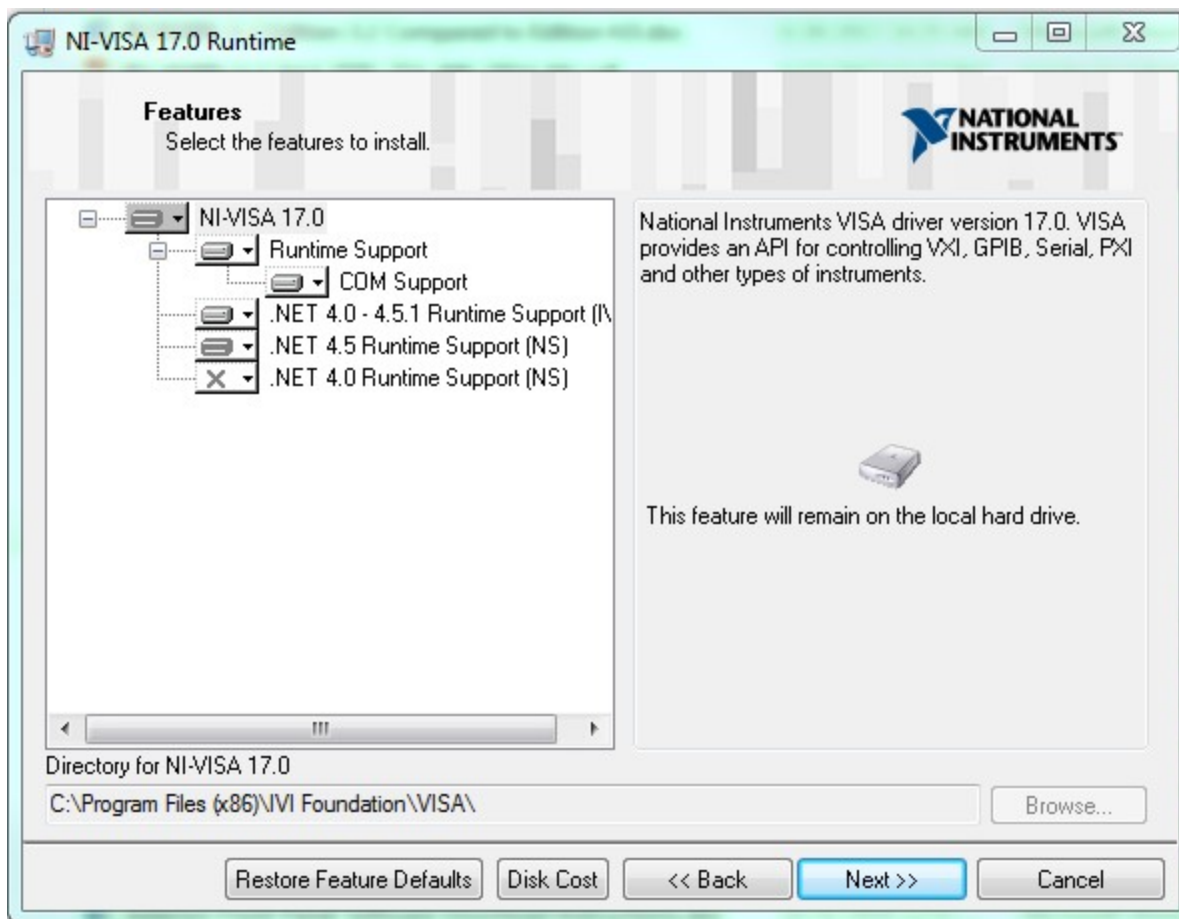 NI-VISA 17.0 Runtime
Features
Select the features to install.
NATIONAL
INSTRUMENTS
NI-VISA 17.0
Runtime Support
COM Support
.NET 4.0 - 4.5.1 Runtime Support (I\
.NET 4.5 Runtime Support (NS)
.NET 4.0 Runtime Support (NS)
National Instruments VISA driver version 17.0. VISA
provides an API for controlling VXI, GPIB, Serial, PXI
and other types of instruments.
This feature will remain on the local hard drive.
Directory for NI-VISA 17.0
C:\Program Files (x86)\IVI Foundation\VISA\
Browse...
Restore Feature Defaults
Disk Cost
<< Back
Next >>
Cancel